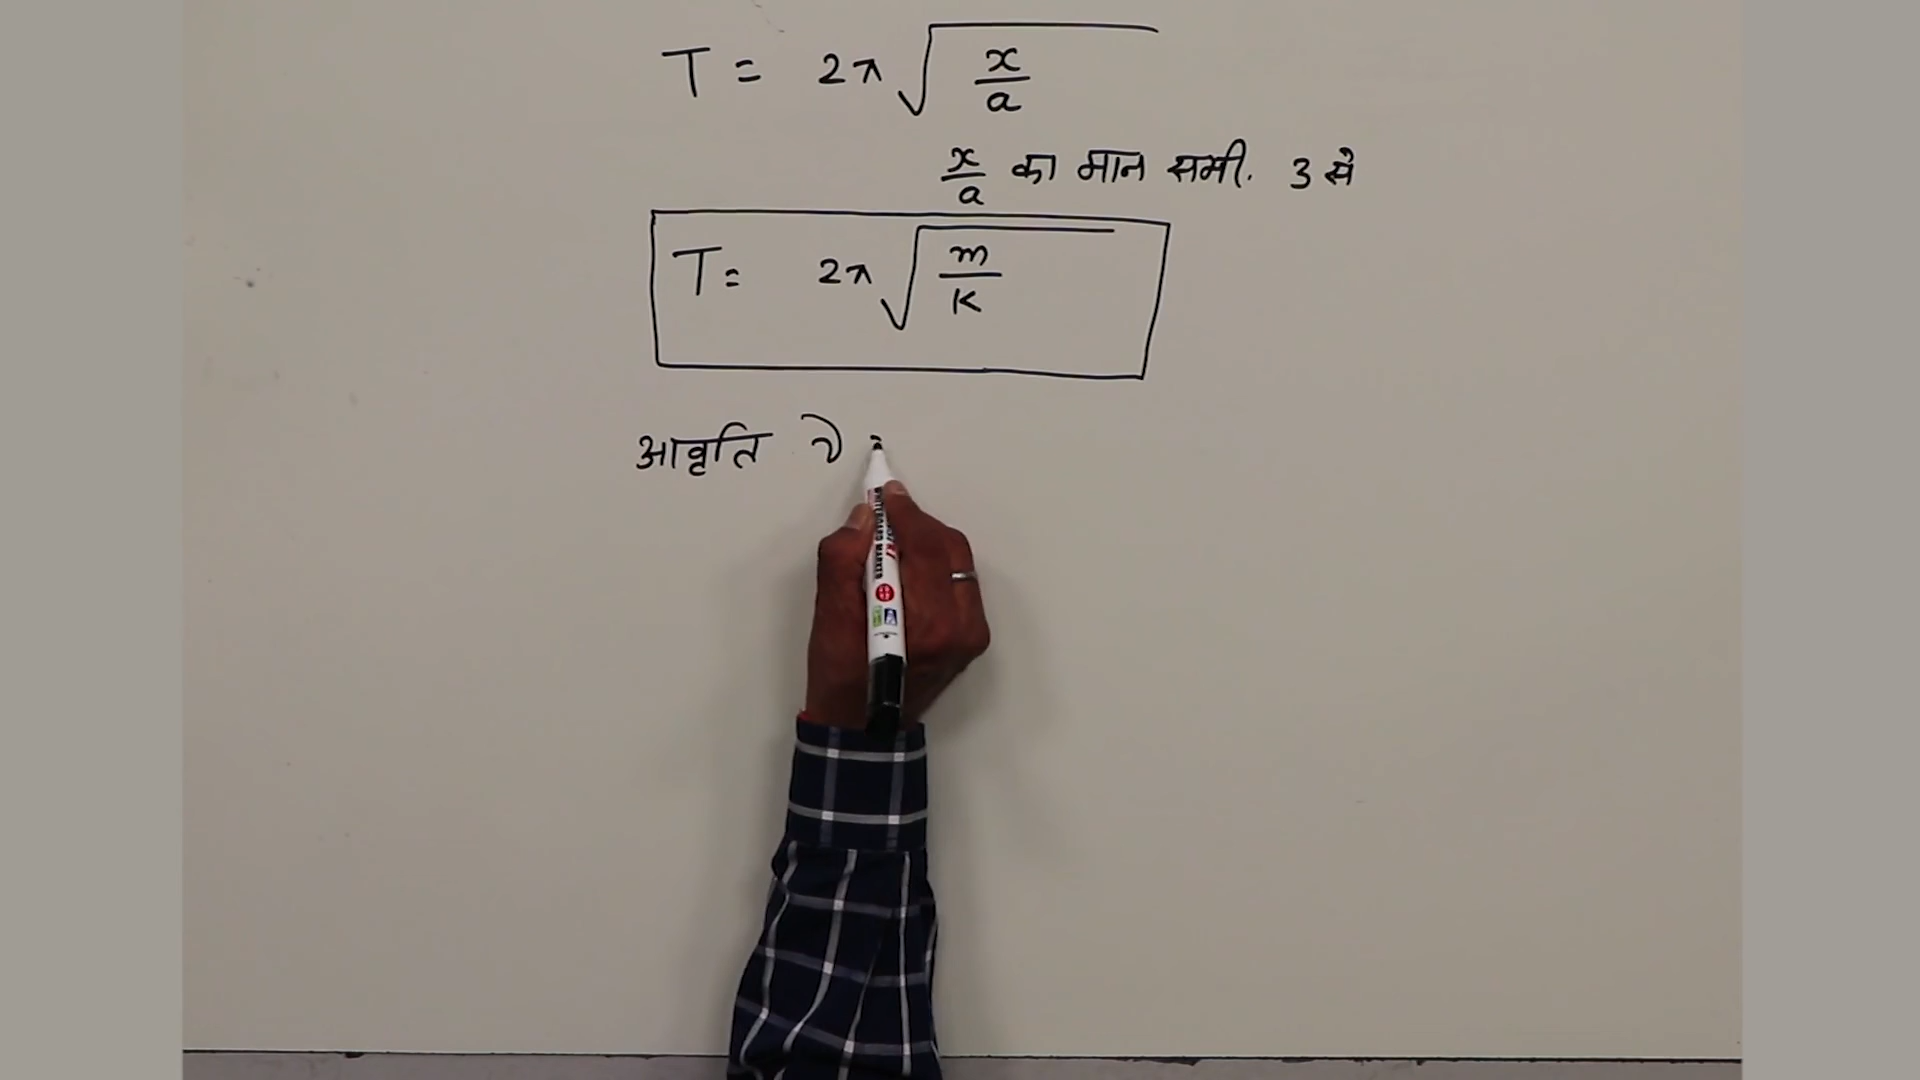 T = 2π √x/a
x/a का मान समी. 3 से
T = 2π √m/K
आवृति ν